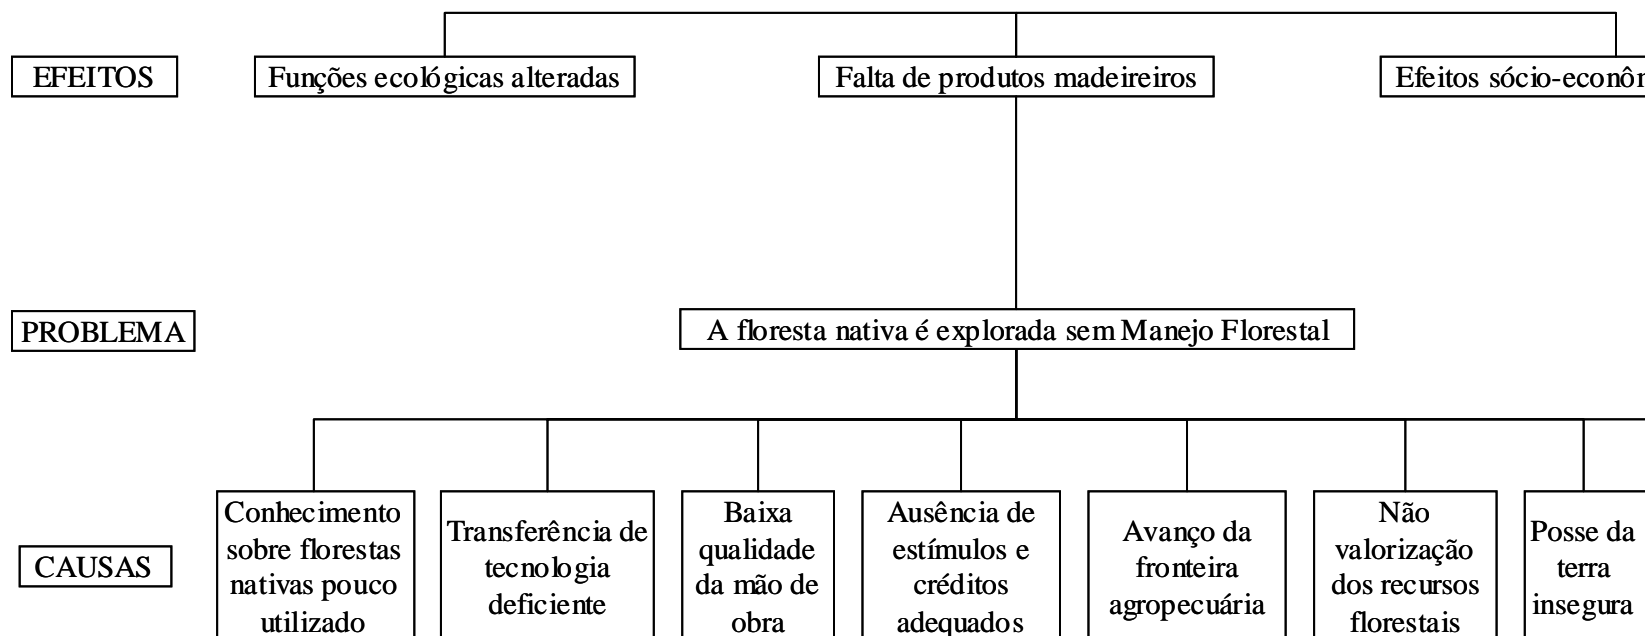 EFEITOS
Funções ecológicas alteradas
Falta de produtos madeireiros
Efeitos sócio-econôn
PROBLEMA
A floresta nativa é explorada sem Manejo Florestal
CAUSAS
Conhecimento
sobre florestas
nativas pouco
utilizado
Transferência de
tecnologia
deficiente
Baixa
qualidade
da mão de
obra
Ausência de
estímulos e
créditos
adequados
Avanço da
fronteira
agropecuária
Não
valorização
dos recursos
florestais
Posse da
terra
insegura